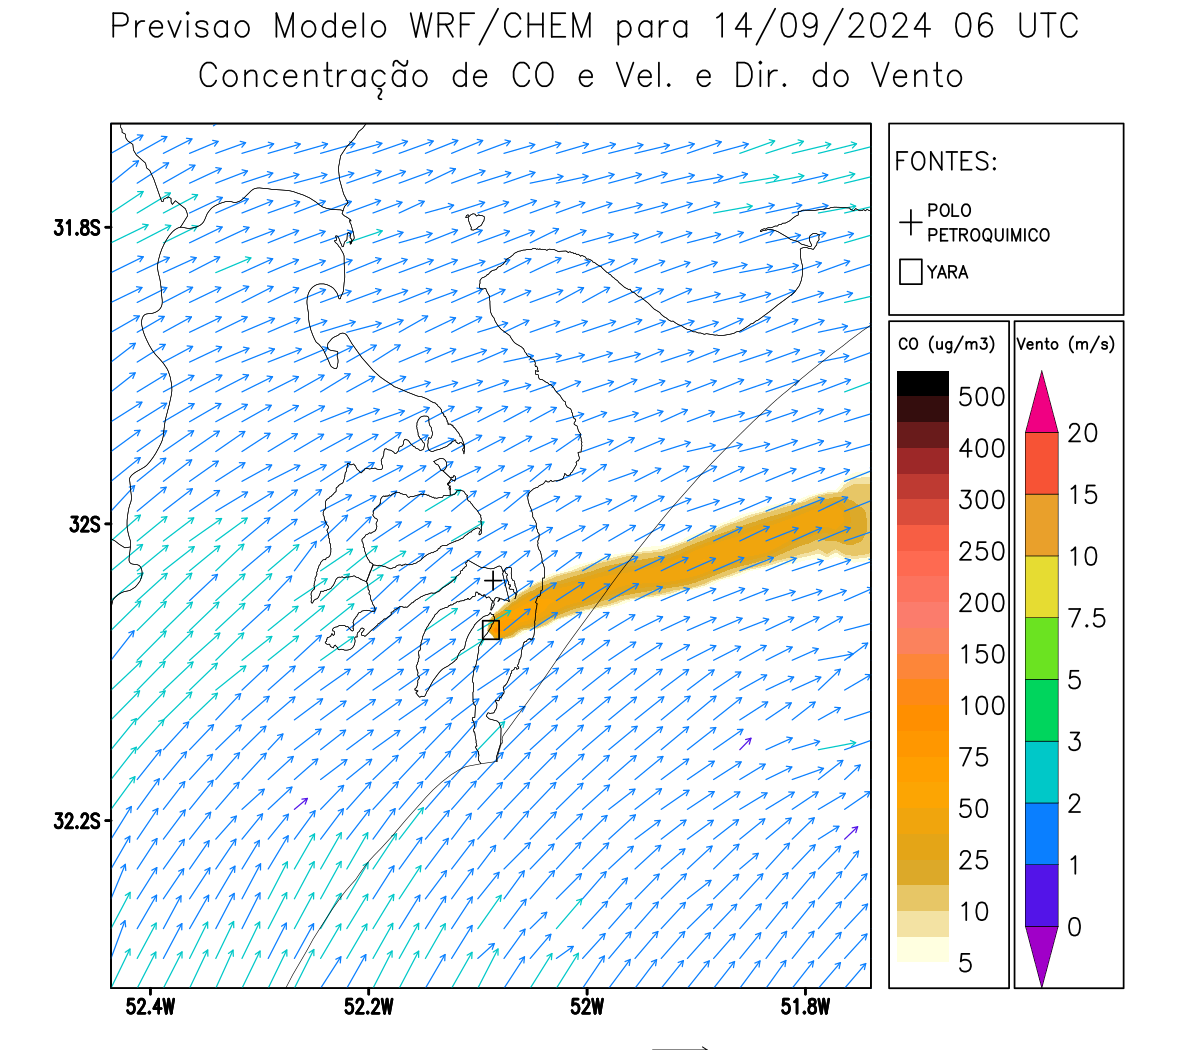 Previsao Modelo WRF/CHEM para 14/09/2024 06 UTC
Concentração de CO e Vel. e Dir. do Vento
FONTES:
POLO
PETROQUIMICO
YARA
CO (ug/m3)
500
400
300
250
200
150
100
75
50
25
10
5
Vento (m/s)
20
15
10
7.5
5
3
2
1
0
31.8S
32S
32.2S
52.4W
52.2W
52W
51.8W